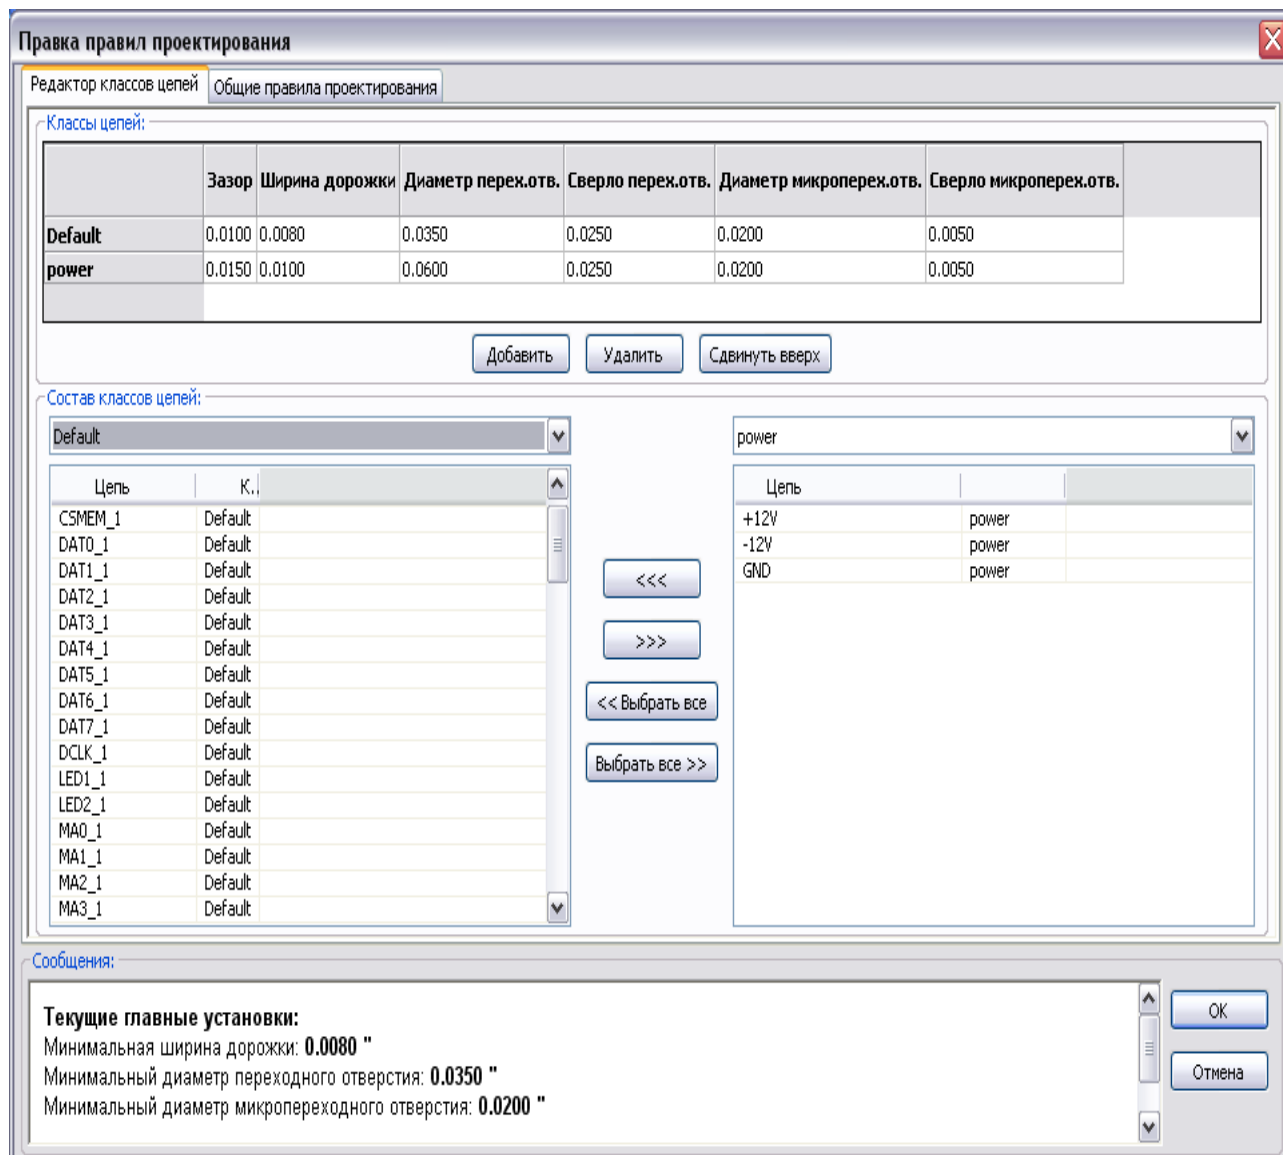 Правка правил проектирования
Редактор классов цепей Общие правила проектирования
Классы цепей:
Зазор Ширина дорожки Диаметр перех.отв. Сверло перех.отв. Диаметр микроперех.отв. Сверло микроперех.отв.
Default 0.0100 0.0080 0.0350 0.0250 0.0200 0.0050
power 0.0150 0.0100 0.0600 0.0250 0.0200 0.0050
Добавить Удалить Сдвинуть вверх
Состав классов цепей:
Default power
Цепь К.. Цепь
CSMEM_1 Default +12V power
DAT0_1 Default -12V power
DAT1_1 Default GND power
DAT2_1 Default
DAT3_1 Default
DAT4_1 Default
DAT5_1 Default
DAT6_1 Default
DAT7_1 Default
DCLK_1 Default
LED1_1 Default
LED2_1 Default
MA0_1 Default
MA1_1 Default
MA2_1 Default
MA3_1 Default
<<<
>>>
<< Выбрать все
Выбрать все >>
Сообщения:
Текущие главные установки:
Минимальная ширина дорожки: 0.0080 "
Минимальный диаметр переходного отверстия: 0.0350 "
Минимальный диаметр микропереходного отверстия: 0.0200 "
OK
Отмена